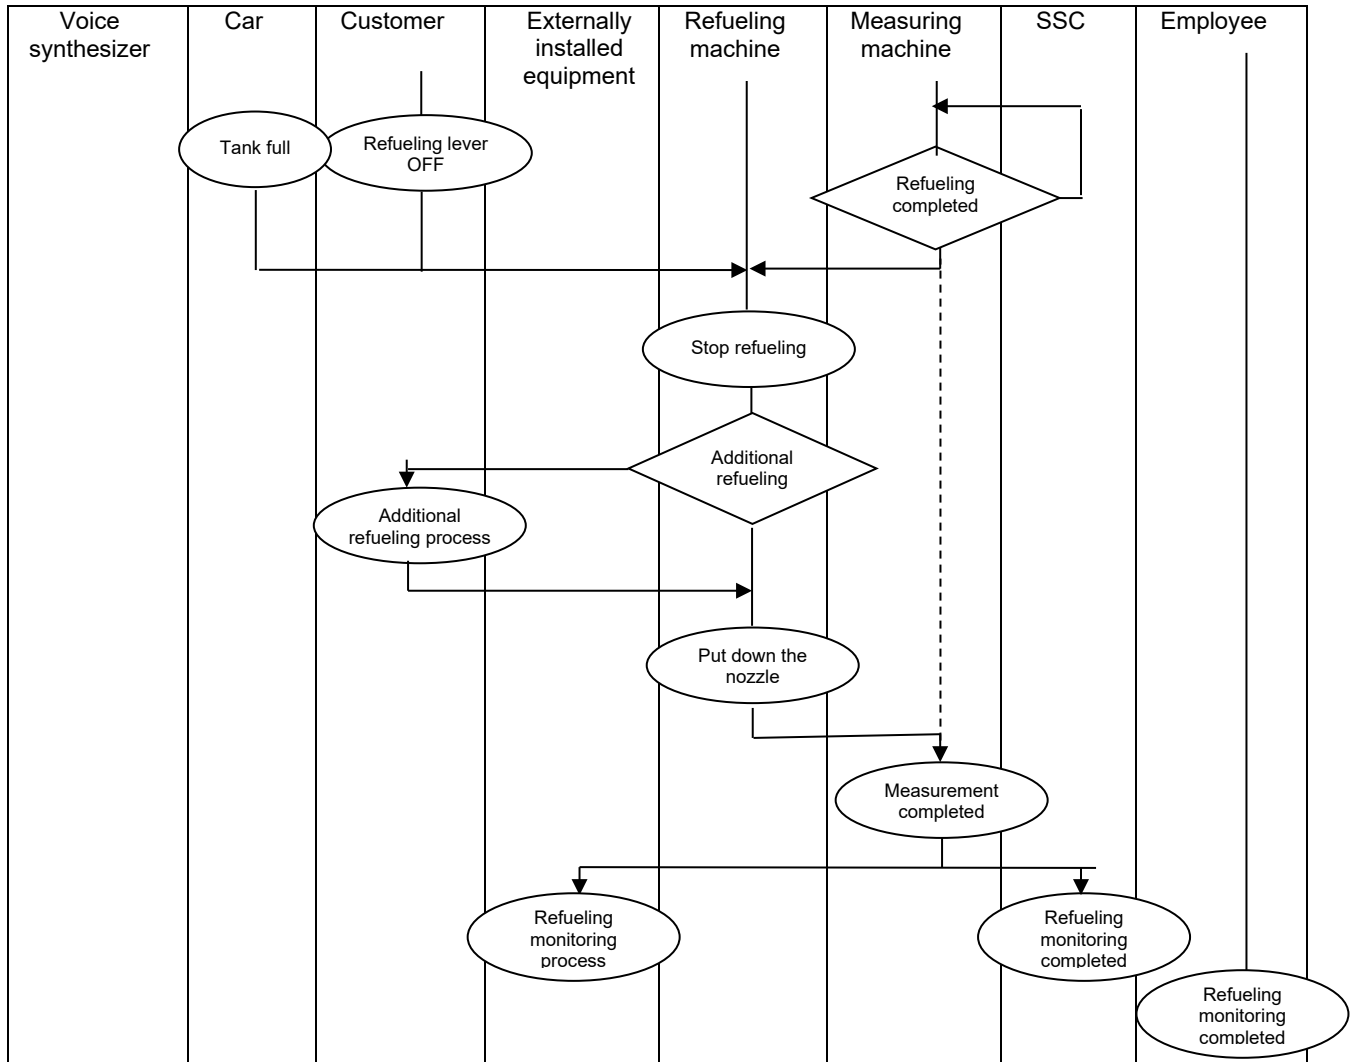 Voice
synthesizer
Car
Customer
Externally
installed
equipment
Refueling
machine
Measuring
machine
SSC
Employee
Tank full
Refueling lever
OFF
Refueling
completed
Stop refueling
Additional
refueling
Additional
refueling process
Put down the
nozzle
Measurement
completed
Refueling
monitoring
process
Refueling
monitoring
completed
Refueling
monitoring
completed